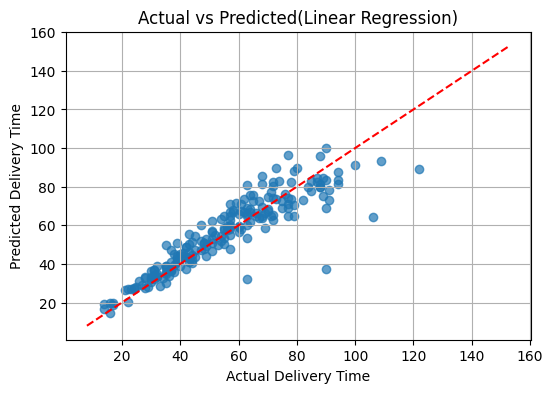 Actual vs Predicted(Linear Regression)
160
140
120
100
80
60
40
20
Predicted Delivery Time
20 40 60 80 100 120 140 160
Actual Delivery Time